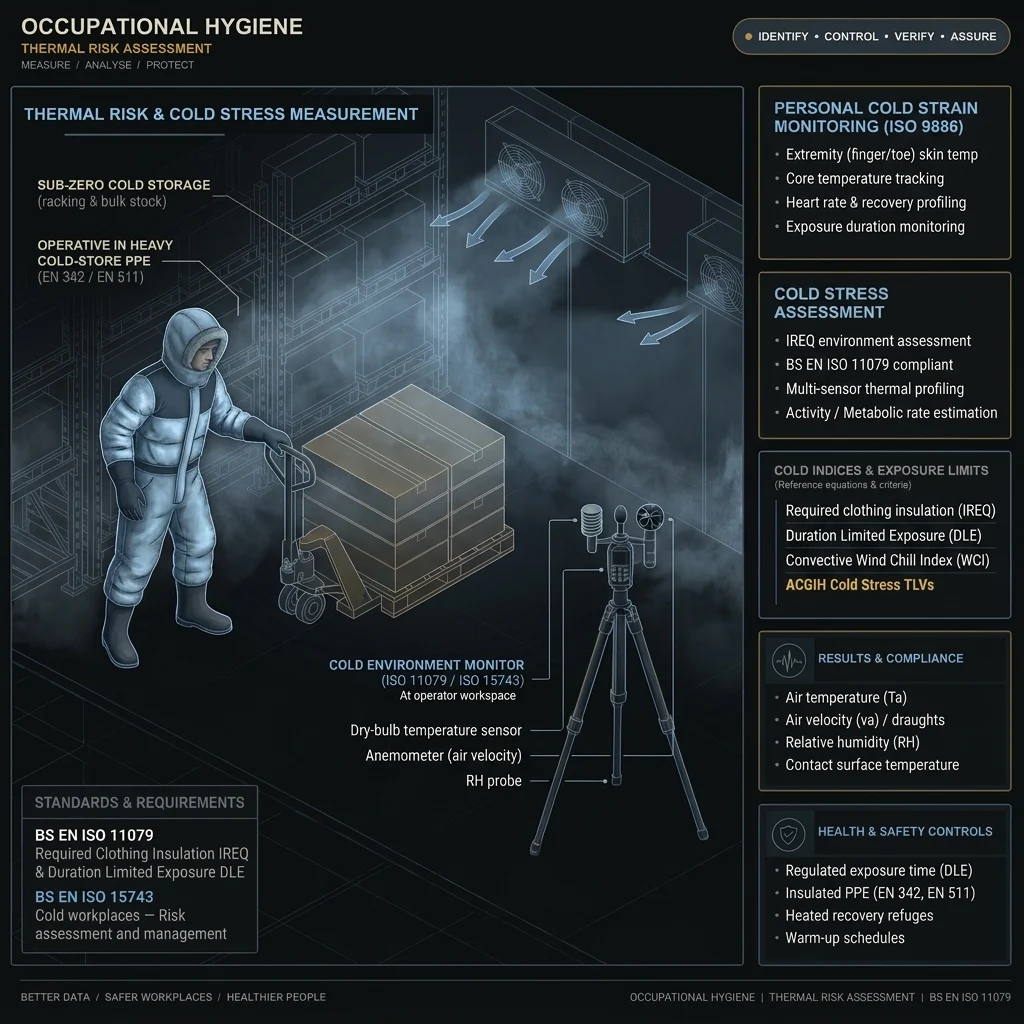 OCCUPATIONAL HYGIENE
THERMAL RISK ASSESSMENT
MEASURE / ANALYSE / PROTECT
IDENTIFY • CONTROL • VERIFY • ASSURE
THERMAL RISK & COLD STRESS MEASUREMENT
SUB-ZERO COLD STORAGE
(racking & bulk stock)
OPERATIVE IN HEAVY
COLD-STORE PPE
(EN 342 / EN 511)
COLD ENVIRONMENT MONITOR
(ISO 11079 / ISO 15743)
At operator workspace
Dry-bulb temperature sensor
Anemometer (air velocity)
RH probe
STANDARDS & REQUIREMENTS
BS EN ISO 11079
Required Clothing Insulation IREQ
& Duration Limited Exposure DLE
BS EN ISO 15743
Cold workplaces — Risk
assessment and management
PERSONAL COLD STRAIN
MONITORING (ISO 9886)
• Extremity (finger/toe) skin temp
• Core temperature tracking
• Heart rate & recovery profiling
• Exposure duration monitoring
COLD STRESS
ASSESSMENT
• IREQ environment assessment
• BS EN ISO 11079 compliant
• Multi-sensor thermal profiling
• Activity / Metabolic rate estimation
COLD INDICES & EXPOSURE LIMITS
(Reference equations & criterie)
Required clothing insulation (IREQ)
Duration Limited Exposure (DLE)
Convective Wind Chill Index (WCI)
ACGIH Cold Stress TLVs
RESULTS & COMPLIANCE
• Air temperature (Ta)
• Air velocity (va) / draughts
• Relative humidity (RH)
• Contact surface temperature
HEALTH & SAFETY CONTROLS
• Regulated exposure time (DLE)
• Insulated PPE (EN 342, EN 511)
• Heated recovery refuges
• Warm-up schedules
BETTER DATA / SAFER WORKPLACES / HEALTHIER PEOPLE
OCCUPATIONAL HYGIENE | THERMAL RISK ASSESSMENT | BS EN ISO 11079